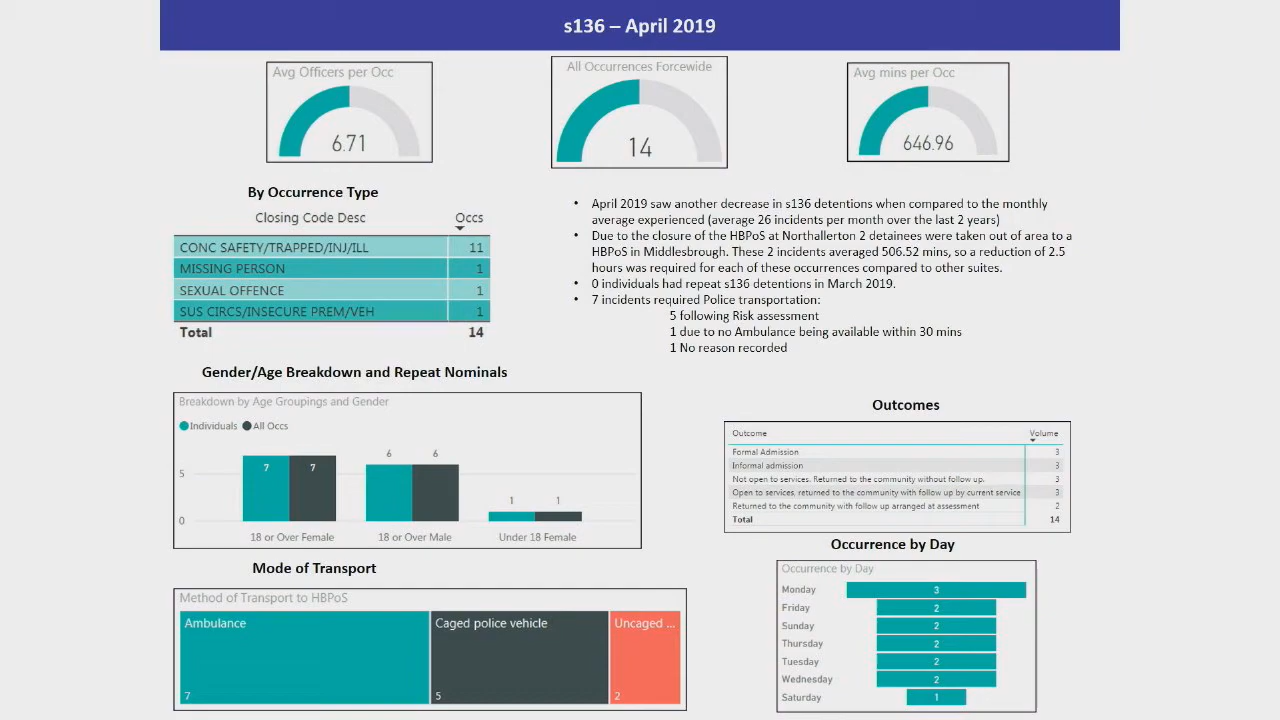 s136 – April 2019
Avg Officers per Occ
6.71
All Occurrences Forcewide
14
Avg mins per Occ
646.96
By Occurrence Type
Closing Code Desc Occs
CONC SAFETY/TRAPPED/INJ/ILL 11
MISSING PERSON 1
SEXUAL OFFENCE 1
SUS CIRCS/INSECURE PREM/VEH 1
Total 14
• April 2019 saw another decrease in s136 detentions when compared to the monthly
average experienced (average 26 incidents per month over the last 2 years)
• Due to the closure of the HBPoS at Northallerton 2 detainees were taken out of area to a
HBPoS in Middlesbrough. These 2 incidents averaged 506.52 mins, so a reduction of 2.5
hours was required for each of these occurrences compared to other suites.
• 0 individuals had repeat s136 detentions in March 2019.
• 7 incidents required Police transportation:
5 following Risk assessment
1 due to no Ambulance being available within 30 mins
1 No reason recorded
Gender/Age Breakdown and Repeat Nominals
Breakdown by Age Groupings and Gender
Individuals All Occs
5
0
7 7 6 6 1 1
18 or Over Female 18 or Over Male Under 18 Female
Outcomes
Outcome Volume
Formal Admission 3
Informal admission 3
Not open to services. Returned to the community without follow up. 3
Open to services, returned to the community with follow up by current service 3
Returned to the community with follow up arranged at assessment 2
Total 14
Mode of Transport
Method of Transport to HBPoS
Ambulance Caged police vehicle Uncaged ...
7 5 2
Occurrence by Day
Occurrence by Day
Monday 3
Friday 2
Sunday 2
Thursday 2
Tuesday 2
Wednesday 2
Saturday 1